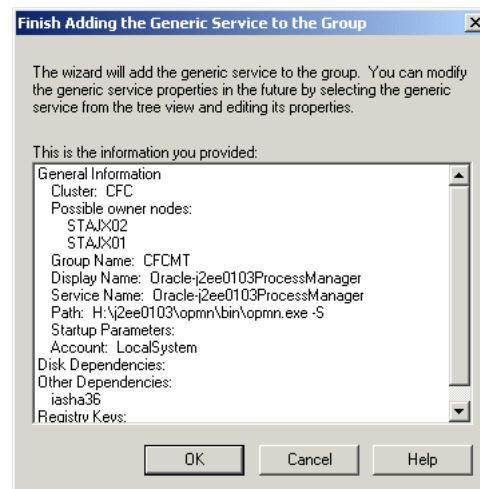 Finish Adding the Generic Service to the Group
The wizard will add the generic service to the group. You can modify
the generic service properties in the future by selecting the generic
service from the tree view and editing its properties.
This is the information you provided:
General Information
Cluster: CFC
Possible owner nodes:
STAJX02
STAJX01
Group Name: CFCMT
Display Name: Oracle-j2ee0103ProcessManager
Service Name: Oracle-j2ee0103ProcessManager
Path: H:\j2ee0103\opmn\bin\opmn.exe -S
Startup Parameters:
Account: LocalSystem
Disk Dependencies:
Other Dependencies:
iasha36
Registry Keys:
OK Cancel Help